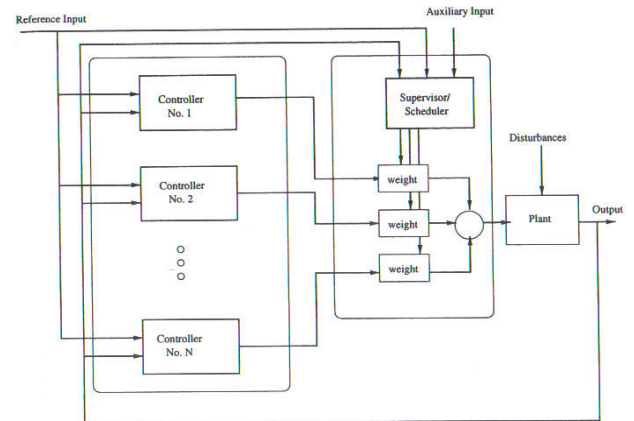 Reference Input
Auxiliary Input
Controller
No. 1
Supervisor/
Scheduler
Disturbances
weight
Controller
No. 2
weight
Plant
Output
weight
Controller
No. N